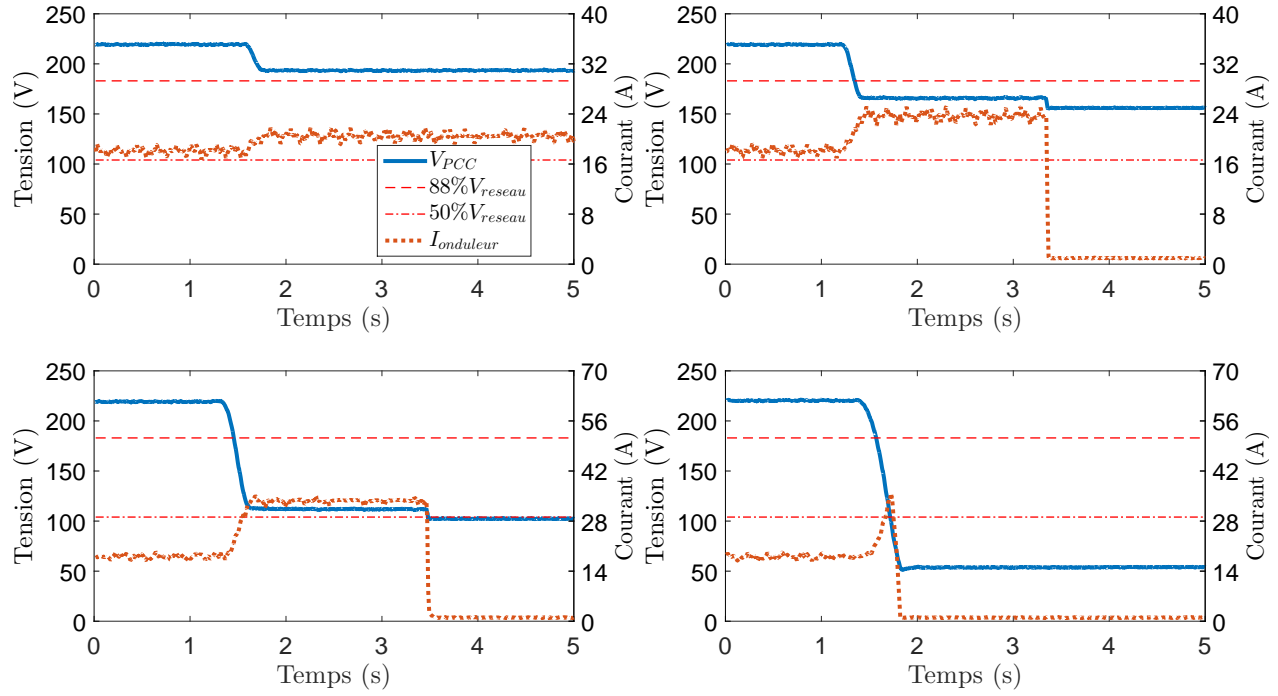 250
200
150
100
50
0
Tension (V)
40
32
24
16
8
0
Courant (A)
0 1 2 3 4 5
Temps (s)
V_PCC
88%V_reseau
50%V_reseau
I_onduleur
250
200
150
100
50
0
Tension (V)
40
32
24
16
8
0
Courant (A)
0 1 2 3 4 5
Temps (s)
250
200
150
100
50
0
Tension (V)
70
56
42
28
14
0
Courant (A)
0 1 2 3 4 5
Temps (s)
250
200
150
100
50
0
Tension (V)
70
56
42
28
14
0
Courant (A)
0 1 2 3 4 5
Temps (s)